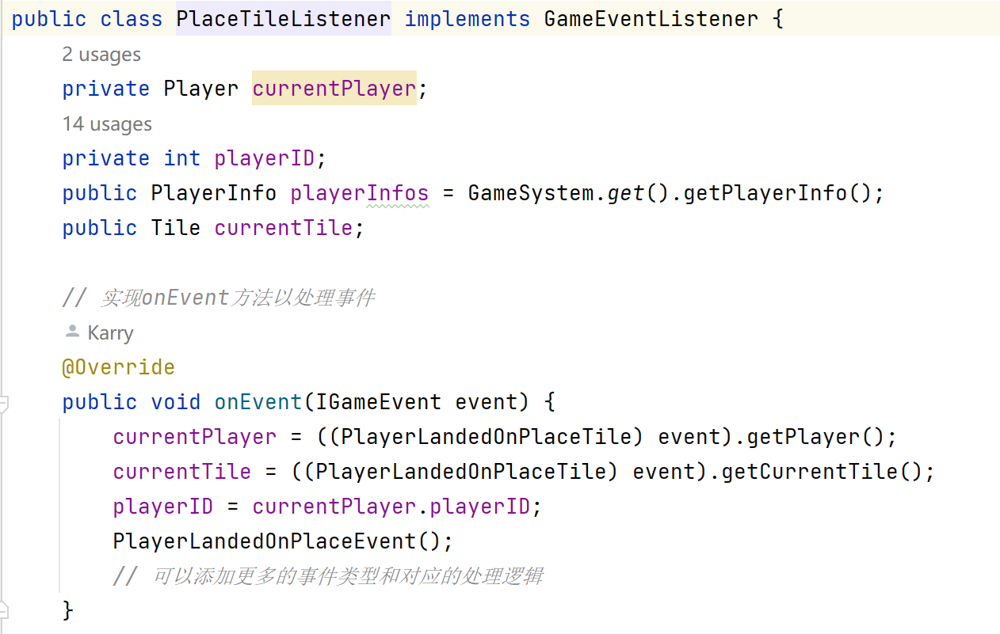 public class PlaceTileListener implements GameEventListener {
2 usages
private Player currentPlayer;
14 usages
private int playerID;
public PlayerInfo playerInfos = GameSystem.get().getPlayerInfo();
public Tile currentTile;
// 实现onEvent方法以处理事件
Karry
@Override
public void onEvent(IGameEvent event) {
currentPlayer = ((PlayerLandedOnPlaceTile) event).getPlayer();
currentTile = ((PlayerLandedOnPlaceTile) event).getCurrentTile();
playerID = currentPlayer.playerID;
PlayerLandedOnPlaceEvent();
// 可以添加更多的事件类型和对应的处理逻辑
}